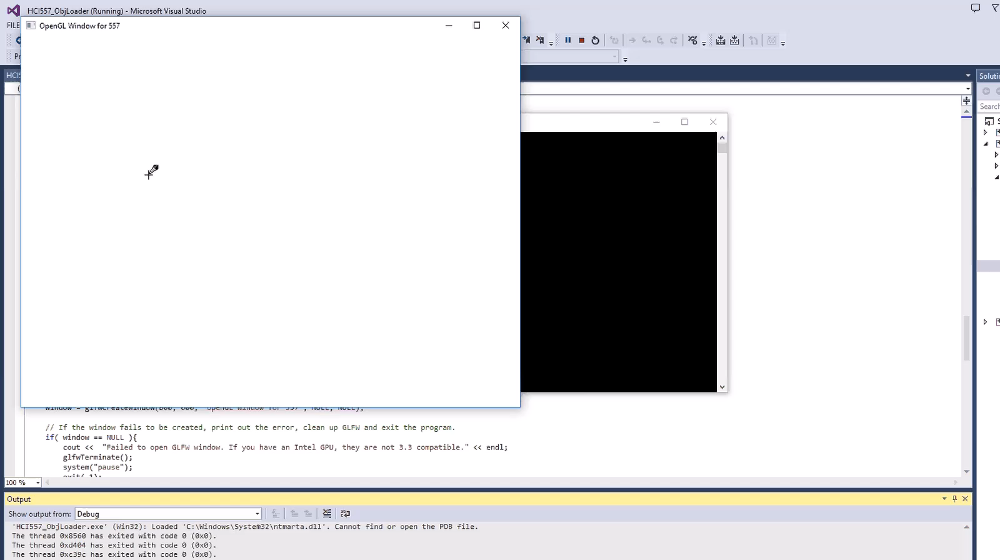 HCI557_ObjLoader (Running) - Microsoft Visual Studio
FILE
OpenGL Window for 557
Pr
HCI5
Solutio
Search
window = glfwCreateWindow(800, 600, "OpenGL Window for 557", NULL, NULL);
// If the window fails to be created, print out the error, clean up GLFW and exit the program.
if( window == NULL ){
cout << "Failed to open GLFW window. If you have an Intel GPU, they are not 3.3 compatible." << endl;
glfwTerminate();
system("pause");
exit(-1);
100 %
Output
Show output from: Debug
'HCI557_ObjLoader.exe' (Win32): Loaded 'C:\Windows\System32\ntmarta.dll'. Cannot find or open the PDB file.
The thread 0x8560 has exited with code 0 (0x0).
The thread 0xd404 has exited with code 0 (0x0).
The thread 0xc39c has exited with code 0 (0x0).